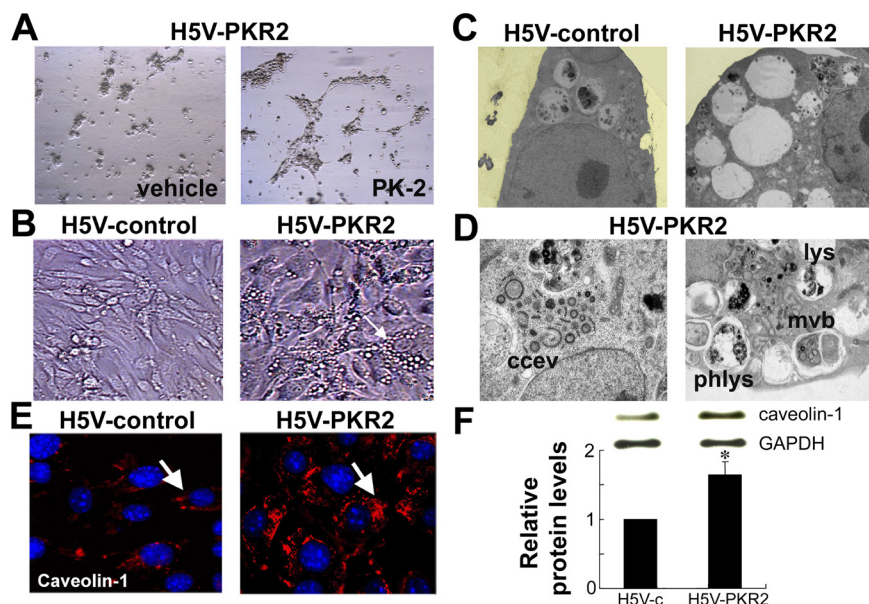 A
H5V-PKR2
vehicle
PK-2
B
H5V-control
H5V-PKR2
C
H5V-control
H5V-PKR2
D
H5V-PKR2
ccev
lys
mvb
phlys
E
H5V-control
H5V-PKR2
Caveolin-1
F
caveolin-1
GAPDH
Relative
protein levels
2
1
0
*
H5V-c
H5V-PKR2